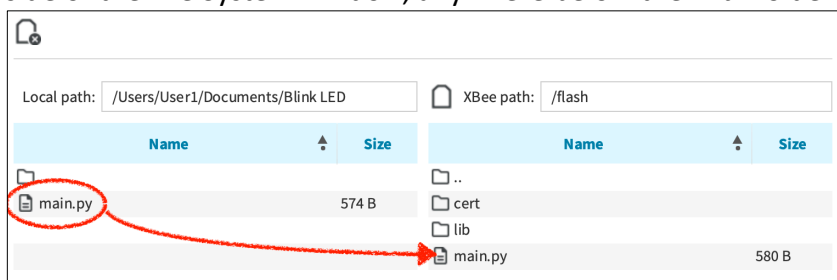 Local path: /Users/User1/Documents/Blink LED XBee path: /flash
Name Size Name Size
..
main.py 574 B cert
lib
main.py 580 B